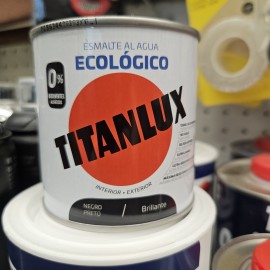 ESMALTE AL AGUA
ECOLÓGICO
0%
TITANLUX
INTERIOR - EXTERIOR
NEGRO
PRETO
/ Brillante